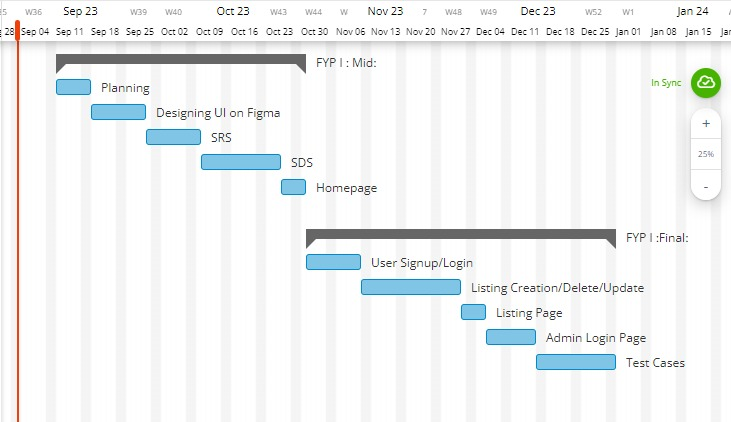 35 W36 Sep 23 W39 W40 Oct 23 W43 W44 W Nov 23 7 W48 W49 Dec 23 W52 W1 Jan 24
28 Sep 04 Sep 11 Sep 18 Sep 25 Oct 02 Oct 09 Oct 16 Oct 23 Oct 30 Nov 06 Nov 13 Nov 20 Nov 27 Dec 04 Dec 11 Dec 18 Dec 25 Jan 01 Jan 08 Jan 15 Jan
FYP I : Mid:
In Sync
Planning
Designing UI on Figma
+
SRS
25%
SDS
Homepage
-
FYP I :Final:
User Signup/Login
Listing Creation/Delete/Update
Listing Page
Admin Login Page
Test Cases